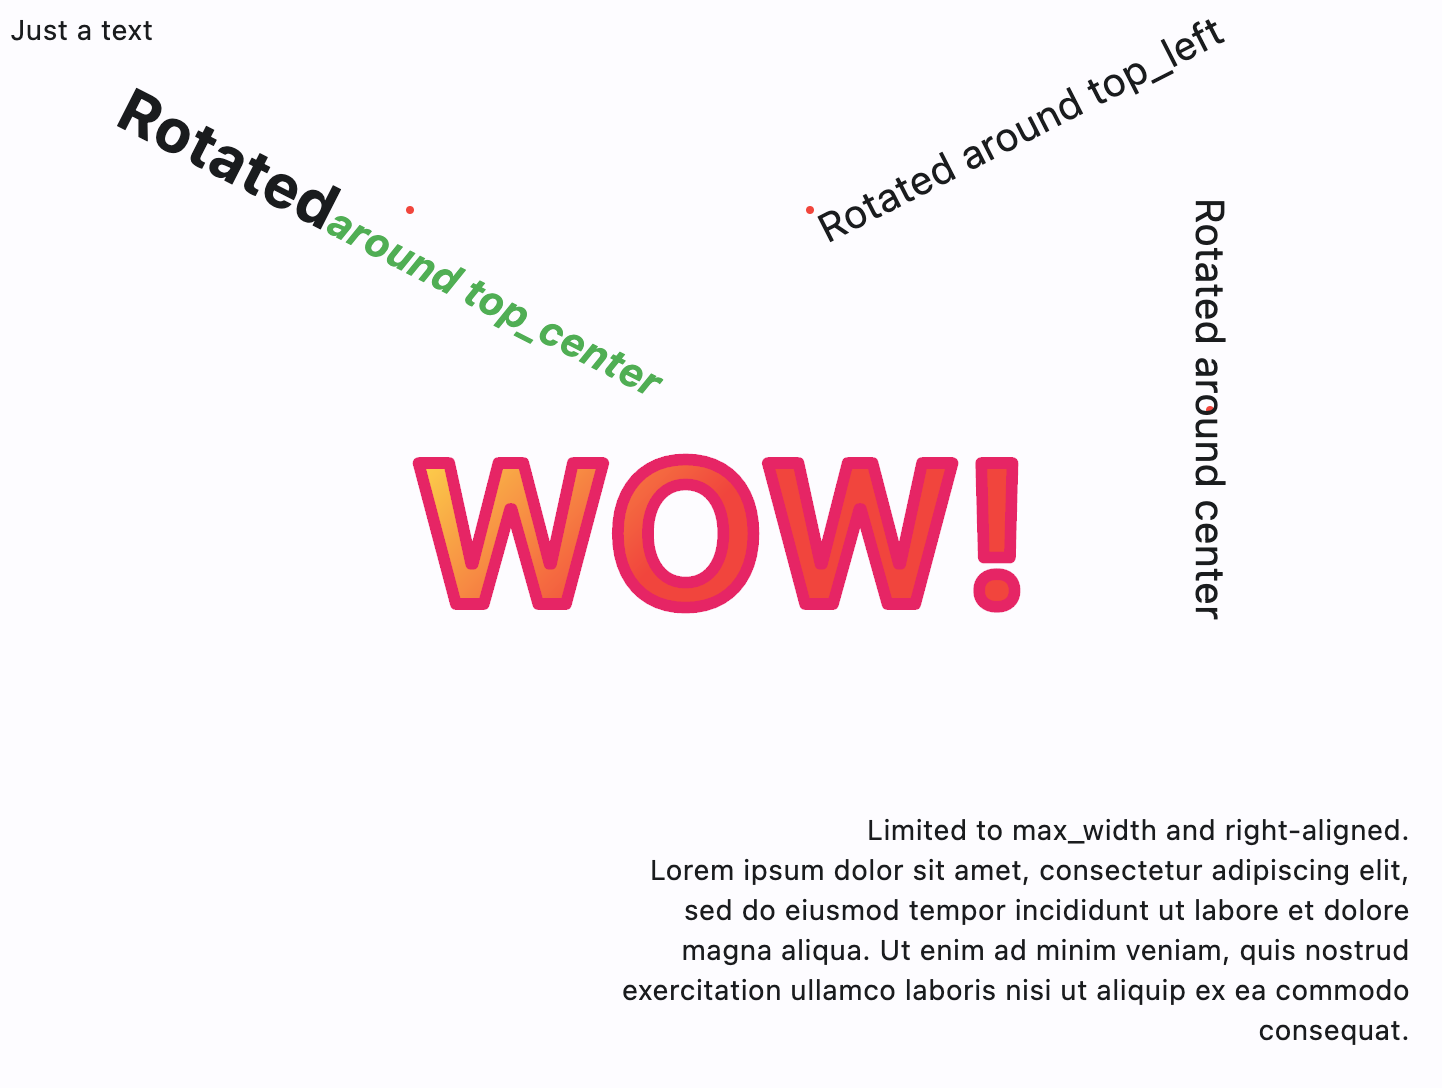 Just a text
Rotated around top_center
Rotated around top_left
Rotated around center
WOW!
Limited to max_width and right-aligned.
Lorem ipsum dolor sit amet, consectetur adipiscing elit,
sed do eiusmod tempor incididunt ut labore et dolore
magna aliqua. Ut enim ad minim veniam, quis nostrud
exercitation ullamco laboris nisi ut aliquip ex ea commodo
consequat.